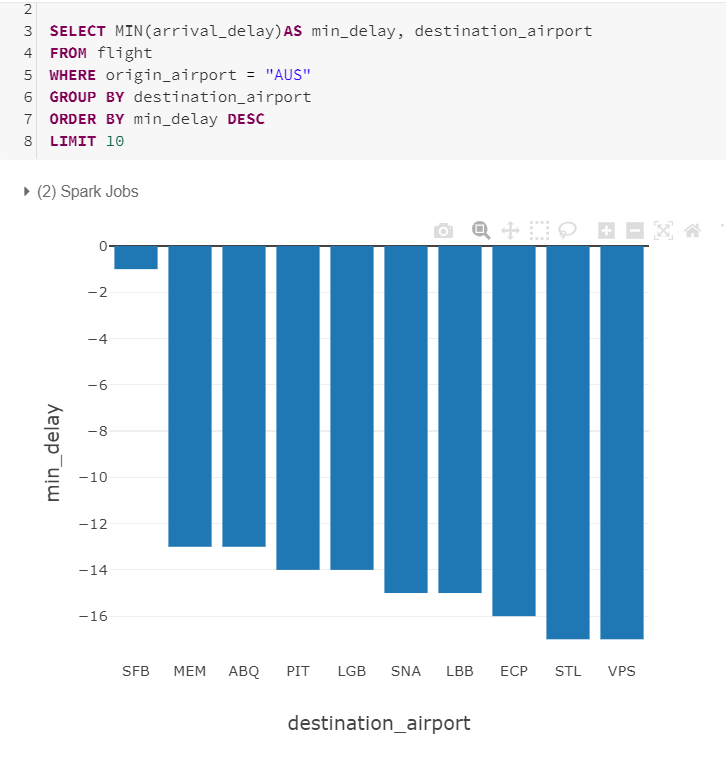 2
3 SELECT MIN(arrival_delay)AS min_delay, destination_airport
4 FROM flight
5 WHERE origin_airport = "AUS"
6 GROUP BY destination_airport
7 ORDER BY min_delay DESC
8 LIMIT 10
(2) Spark Jobs
0
−2
−4
−6
−8
−10
−12
−14
−16
min_delay
SFB MEM ABQ PIT LGB SNA LBB ECP STL VPS
destination_airport